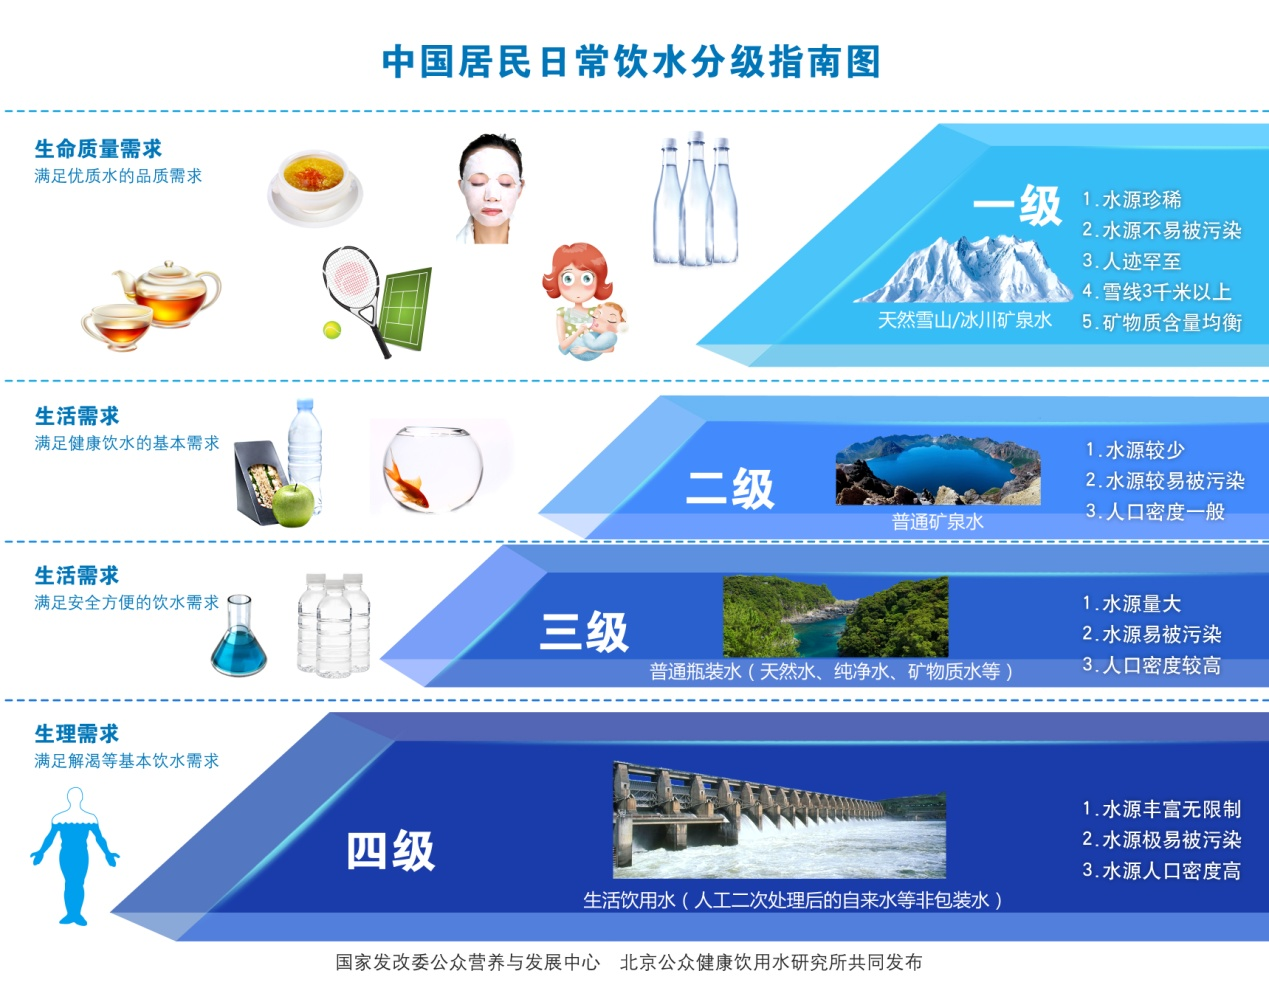 中国居民日常饮水分级指南图
生命质量需求
满足优质水的品质需求
一级
天然雪山/冰川矿泉水
1.水源珍稀
2.水源不易被污染
3.人迹罕至
4.雪线3千米以上
5.矿物质含量均衡
生活需求
满足健康饮水的基本需求
二级
普通矿泉水
1.水源较少
2.水源较易被污染
3.人口密度一般
生活需求
满足安全方便的饮水需求
三级
普通瓶装水（天然水、纯净水、矿物质水等）
1.水源量大
2.水源易被污染
3.人口密度较高
生理需求
满足解渴等基本饮水需求
四级
生活饮用水（人工二次处理后的自来水等非包装水）
1.水源丰富无限制
2.水源极易被污染
3.水源人口密度高
国家发改委公众营养与发展中心 北京公众健康饮用水研究所共同发布